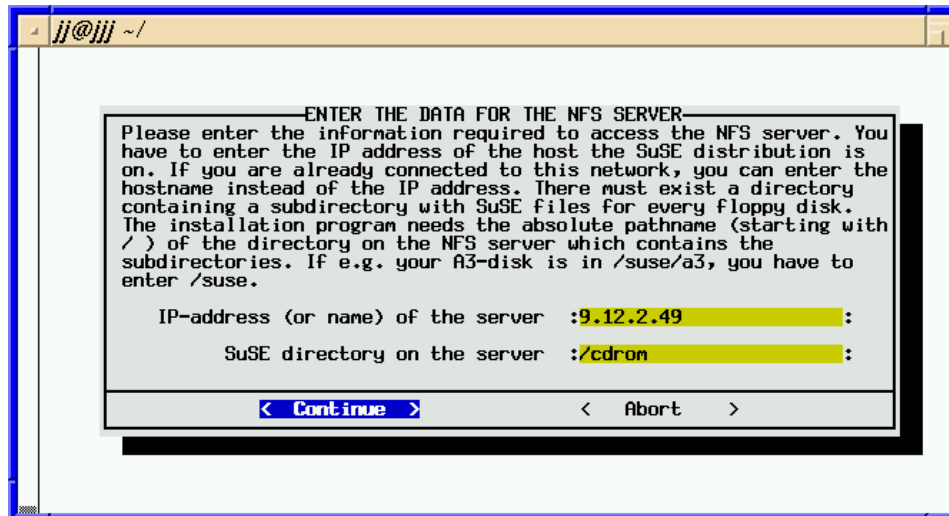 jj@jjj ~/
ENTER THE DATA FOR THE NFS SERVER
Please enter the information required to access the NFS server. You
have to enter the IP address of the host the SuSE distribution is
on. If you are already connected to this network, you can enter the
hostname instead of the IP address. There must exist a directory
containing a subdirectory with SuSE files for every floppy disk.
The installation program needs the absolute pathname (starting with
/ ) of the directory on the NFS server which contains the
subdirectories. If e.g. your A3-disk is in /suse/a3, you have to
enter /suse.
IP-address (or name) of the server :9.12.2.49 :
SuSE directory on the server :/cdrom :
< Continue > < Abort >